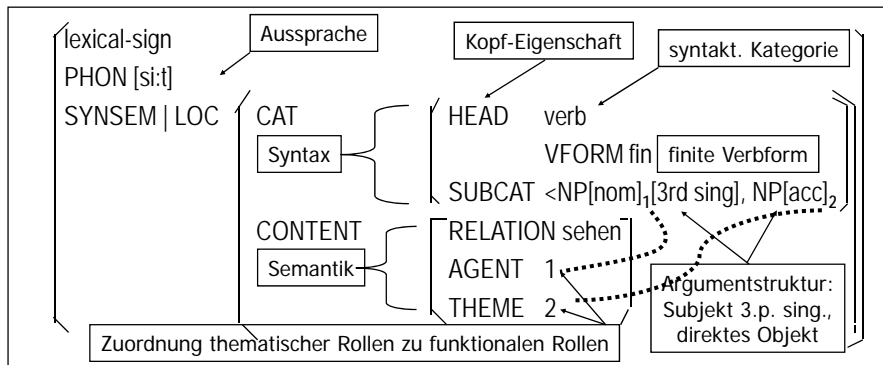 lexical-sign
Aussprache
Kopf-Eigenschaft
syntakt. Kategorie
PHON [si:t]
SYNSEM | LOC
CAT
HEAD verb
Syntax
VFORM fin
finite Verbform
SUBCAT <NP[nom]1[3rd sing], NP[acc]2
CONTENT
RELATION sehen
Semantik
AGENT 1
THEME 2
Argumentstruktur:
Subjekt 3.p. sing.,
direktes Objekt
Zuordnung thematischer Rollen zu funktionalen Rollen